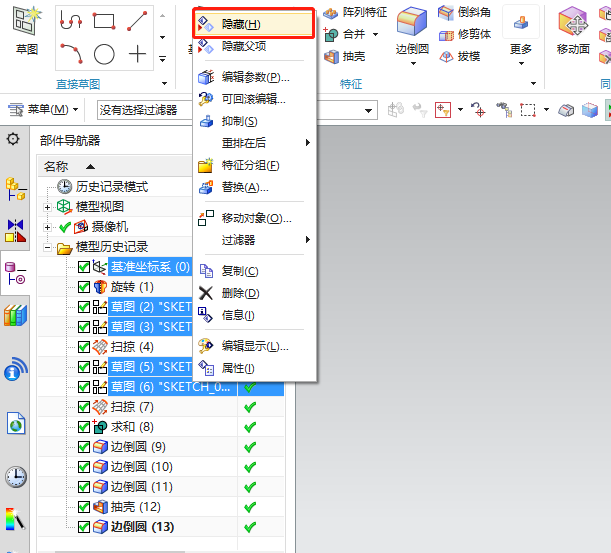 隐藏(H)
阵列特征
倒斜角
草图
隐藏父项
合并
边倒圆
修剪体
更多
移动面
抽壳
拔模
直接草图
特征
编辑参数(P)...
菜单(M)
没有选择过滤器
可回滚编辑...
抑制(S)
部件导航器
重排在后
名称
特征分组(F)
历史记录模式
替换(A)...
模型视图
移动对象(O)...
摄像机
过滤器
模型历史记录
基准坐标系 (0)
复制(C)
旋转 (1)
删除(D)
草图 (2) "SKET
信息(I)
草图 (3) "SKET
扫掠 (4)
编辑显示(L)...
草图 (5) "SKET
属性(I)
草图 (6) "SKETCH_0...
扫掠 (7)
求和 (8)
边倒圆 (9)
边倒圆 (10)
边倒圆 (11)
抽壳 (12)
边倒圆 (13)